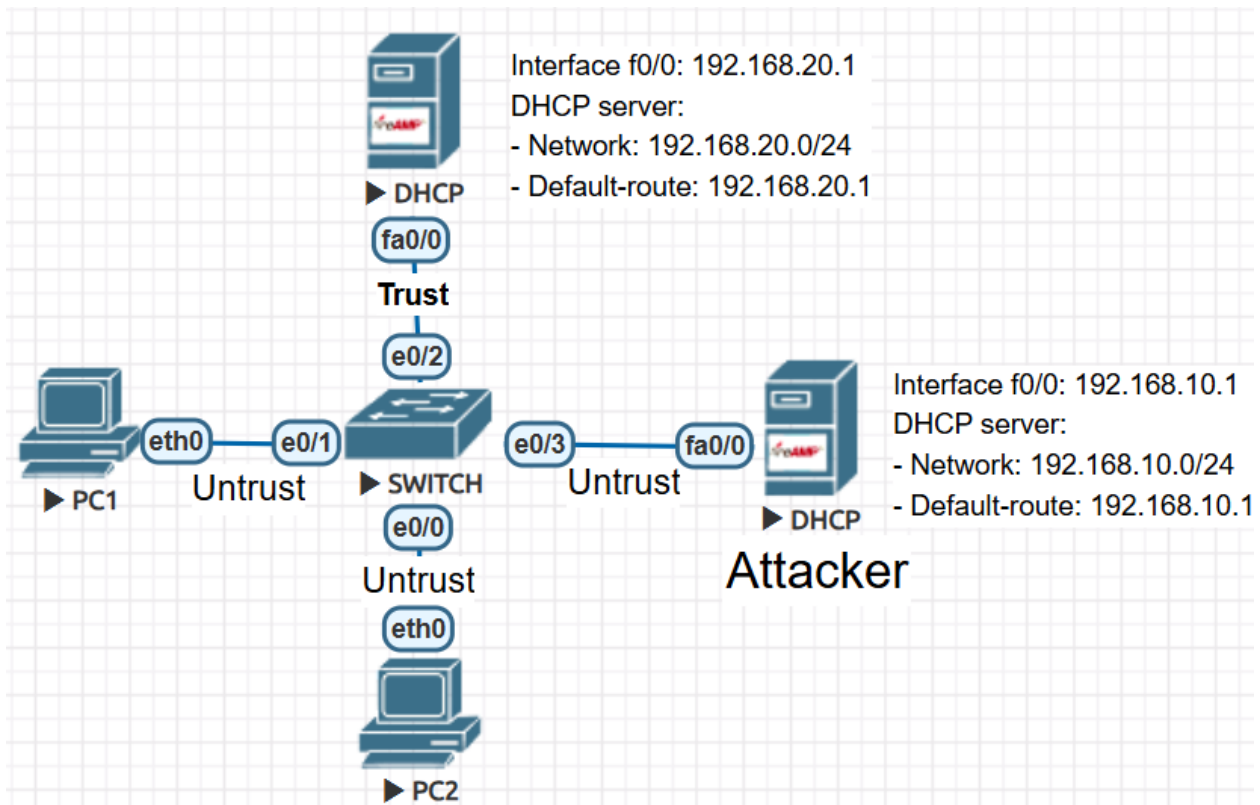 Interface f0/0: 192.168.20.1
DHCP server:
- Network: 192.168.20.0/24
- Default-route: 192.168.20.1
DHCP
fa0/0
Trust
e0/2
Interface f0/0: 192.168.10.1
DHCP server:
- Network: 192.168.10.0/24
- Default-route: 192.168.10.1
eth0
e0/1
e0/3
fa0/0
Untrust
Untrust
PC1
SWITCH
DHCP
e0/0
Attacker
Untrust
eth0
PC2